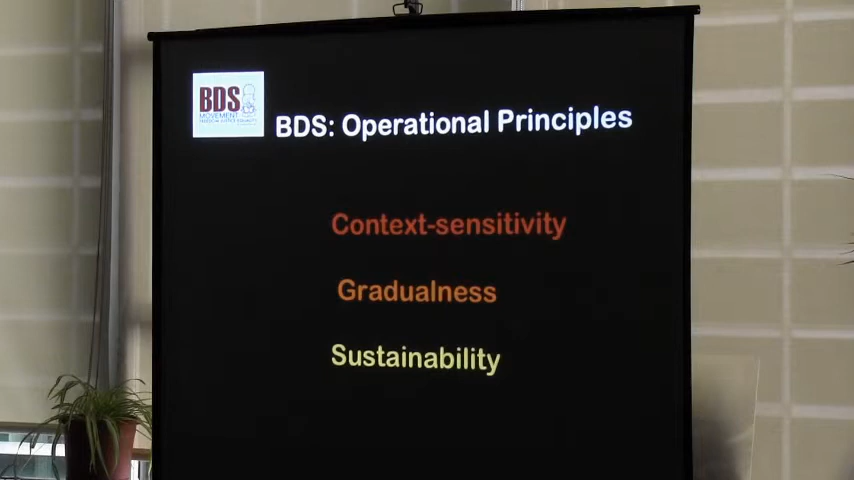 BDS
MOVEMENT
BDS: Operational Principles
Context-sensitivity
Gradualness
Sustainability